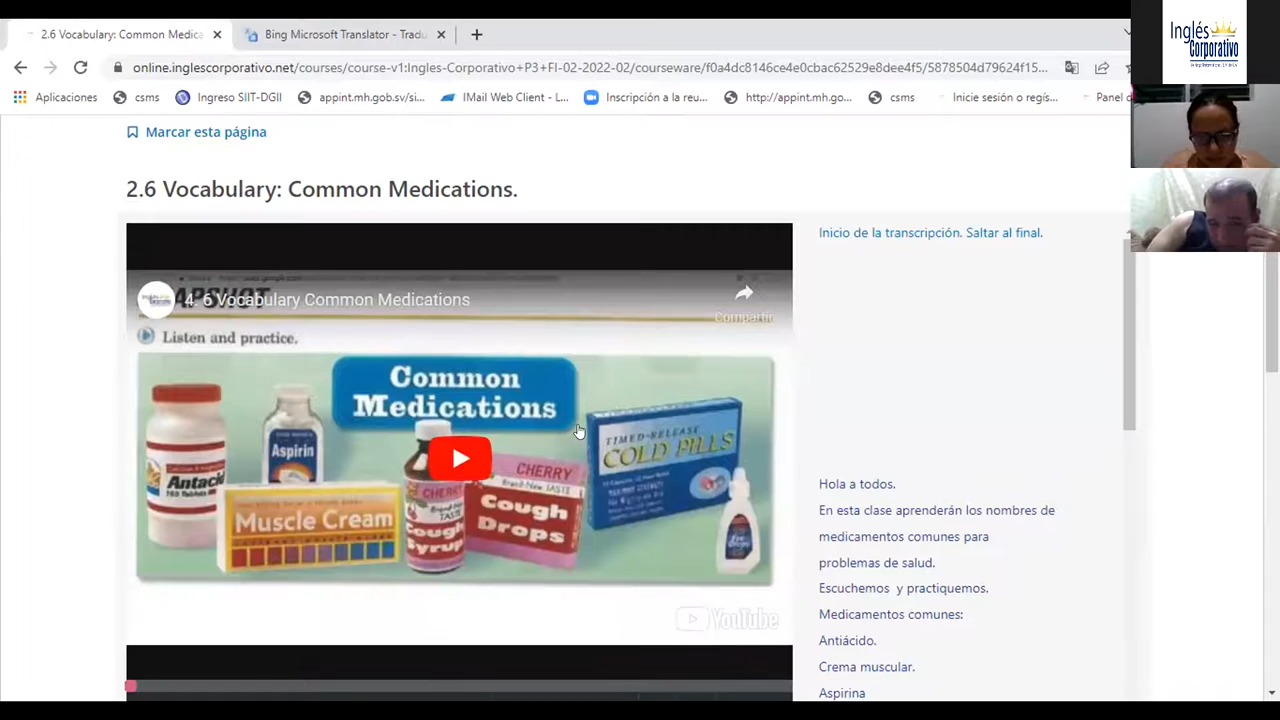 2.6 Vocabulary: Common Medica
Bing Microsoft Translator - Tradu
online.inglescorporativo.net/courses/course-v1:Ingles-Corporativo+P3+FI-02-2022-02/courseware/f0a4dc8146ce4e0cbac62529e8dee4f5/5878504d79624f15...
Aplicaciones
csms
Ingreso SIIT-DGII
appint.mh.gob.sv/si...
IMail Web Client - L...
Inscripción a la reu...
http://appint.mh.go...
csms
Inicie sesión o regís...
Panel d
Inglés
Corporativo
Marcar esta página
2.6 Vocabulary: Common Medications.
4. 6 Vocabulary Common Medications
Compartir
Listen and practice.
Common
Medications
Antacid
Aspirin
Muscle Cream
CHERRY
Cough
Syrup
CHERRY
Brand-New TASTE
Cough
Drops
TIMED-RELEASE
COLD PILLS
YouTube
Inicio de la transcripción. Saltar al final.
Hola a todos.
En esta clase aprenderán los nombres de
medicamentos comunes para
problemas de salud.
Escuchemos y practiquemos.
Medicamentos comunes:
Antiácido.
Crema muscular.
Aspirina